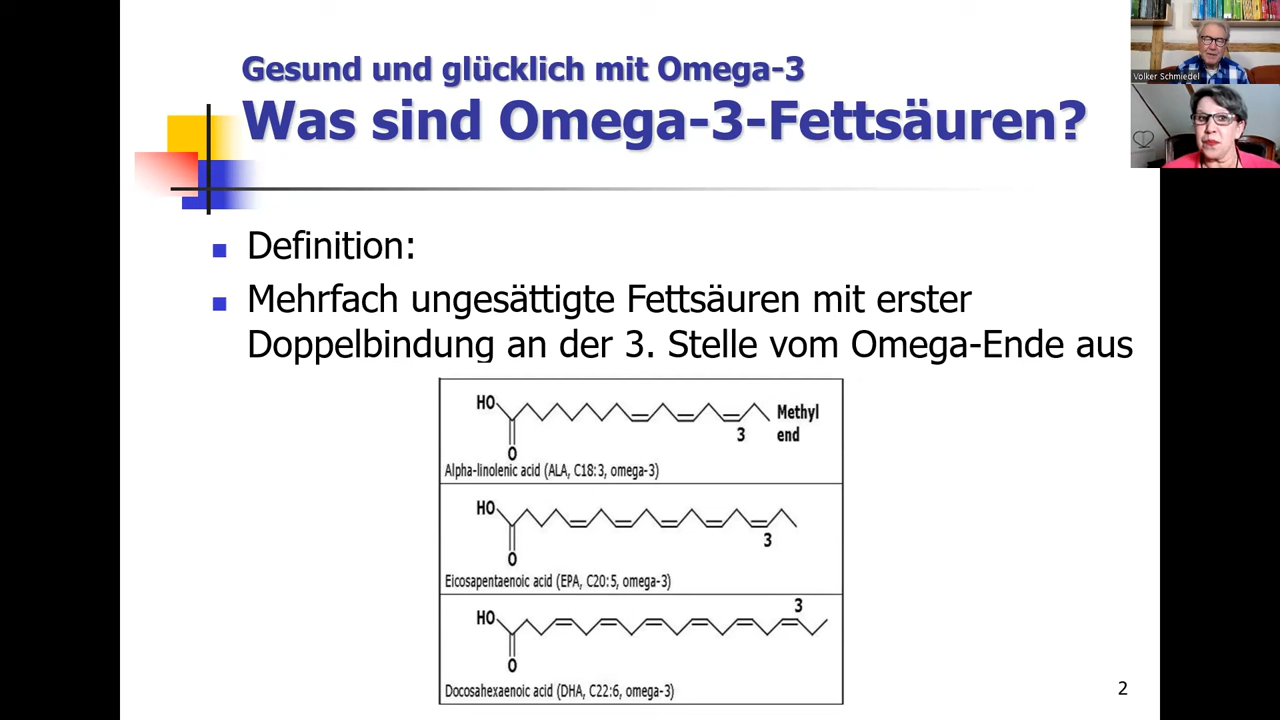 Gesund und glücklich mit Omega-3
Was sind Omega-3-Fettsäuren?
Volker Schmiedel
Definition:
Mehrfach ungesättigte Fettsäuren mit erster
Doppelbindung an der 3. Stelle vom Omega-Ende aus
HO
O
3
Methyl
end
Alpha-linolenic acid (ALA, C18:3, omega-3)
HO
O
3
Eicosapentaenoic acid (EPA, C20:5, omega-3)
HO
O
3
Docosahexaenoic acid (DHA, C22:6, omega-3)
2